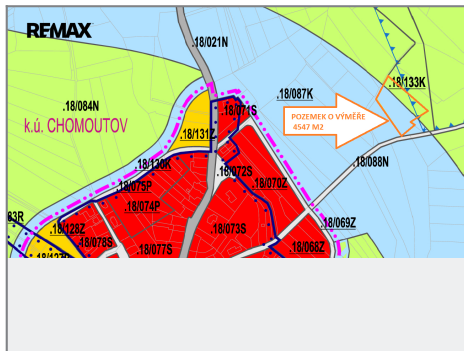 RE/MAX
.18/021N
.18/133K
.18/087K
.18/084N
.18/071S
k.ú. CHOMOUTOV
.18/131Z
POZEMEK O VÝMĚŘE
4547 M2
.18/130K
.18/072S
.18/088N
.18/075P
.18/070Z
.18/074P
83R
.18/128Z
.18/073S
.18/069Z
.18/078S
.18/077S
.18/068Z